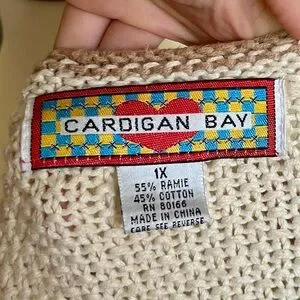 CARDIGAN BAY
1X
55% RAMIE
45% COTTON
RN 80166
MADE IN CHINA
CARE SEE REVERSE